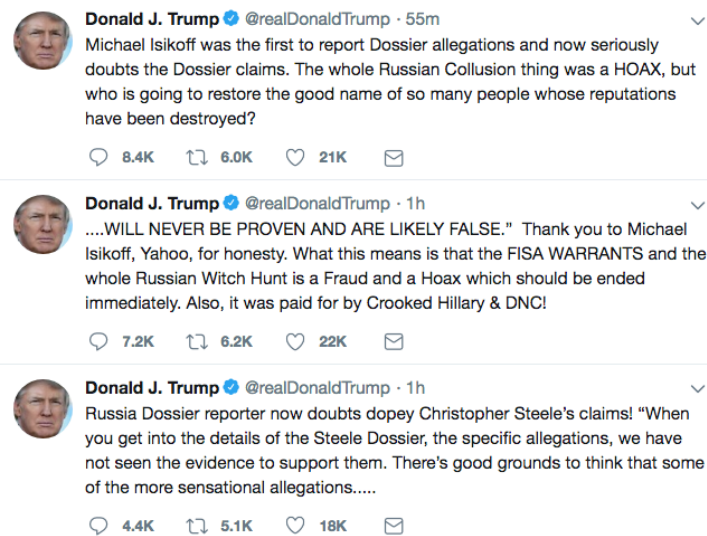 Donald J. Trump @realDonaldTrump · 55m
Michael Isikoff was the first to report Dossier allegations and now seriously
doubts the Dossier claims. The whole Russian Collusion thing was a HOAX, but
who is going to restore the good name of so many people whose reputations
have been destroyed?
8.4K 6.0K 21K
Donald J. Trump @realDonaldTrump · 1h
....WILL NEVER BE PROVEN AND ARE LIKELY FALSE.” Thank you to Michael
Isikoff, Yahoo, for honesty. What this means is that the FISA WARRANTS and the
whole Russian Witch Hunt is a Fraud and a Hoax which should be ended
immediately. Also, it was paid for by Crooked Hillary & DNC!
7.2K 6.2K 22K
Donald J. Trump @realDonaldTrump · 1h
Russia Dossier reporter now doubts dopey Christopher Steele’s claims! “When
you get into the details of the Steele Dossier, the specific allegations, we have
not seen the evidence to support them. There’s good grounds to think that some
of the more sensational allegations.....
4.4K 5.1K 18K